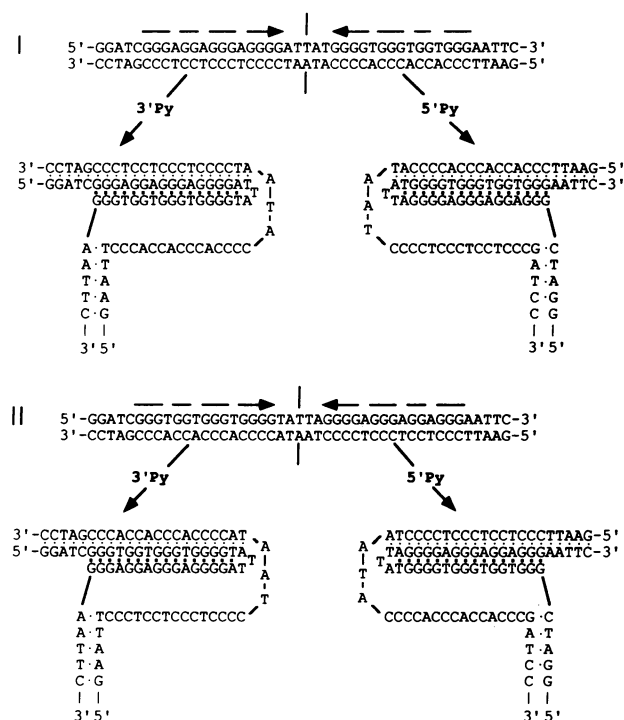 I
5'-GGATCGGGAGGAGGGAGGGGATTATGGGGTGGGTGGTGGGAATTC-3'
CCTAGCCCTCCTCCCTCCCCTAATACCCCACCCACCACCCTTAAG-5'
3'Py 5'Py
3'-CCTAGCCCTCCTCCCTCCCCTA A A TACCCCACCCACCACCCTTAAG-5'
5'-GGATCGGGAGGAGGGAGGGGAT T T A T ATGGGGTGGGTGGTGGGAATTC-3'
GGGTGGTGGGTGGGGTA A A TAGGGGAGGGAGGAGGG
A·TCCCACCACCCACCCC A T CCCCTCCCTCCTCCCG·C
A·T A·T
T·A T·A
T·A C·G
C·G C·G
3'5' 3'5'
II
5'-GGATCGGGTGGTGGGTGGGGTATTAGGGGAGGGAGGAGGGAATTC-3'
3'-CCTAGCCCACCACCCACCCCATAATCCCCTCCCTCCTCCCTTAAG-5'
3'Py 5'Py
3'-CCTAGCCCACCACCCACCCCAT A A ATCCCCTCCCTCCTCCCTTAAG-5'
5'-GGATCGGGTGGTGGGTGGGGTA T A T T TAGGGGAGGGAGGAGGGAATTC-3'
GGGAGGAGGGAGGGGAT A ATGGGGTGGGTGGTGGG
A·TCCCTCCTCCCTCCCC T A CCCCACCCACCACCCG·C
A·T A·T
T·A T·A
T·A C·G
C·G C·G
3'5' 3'5'